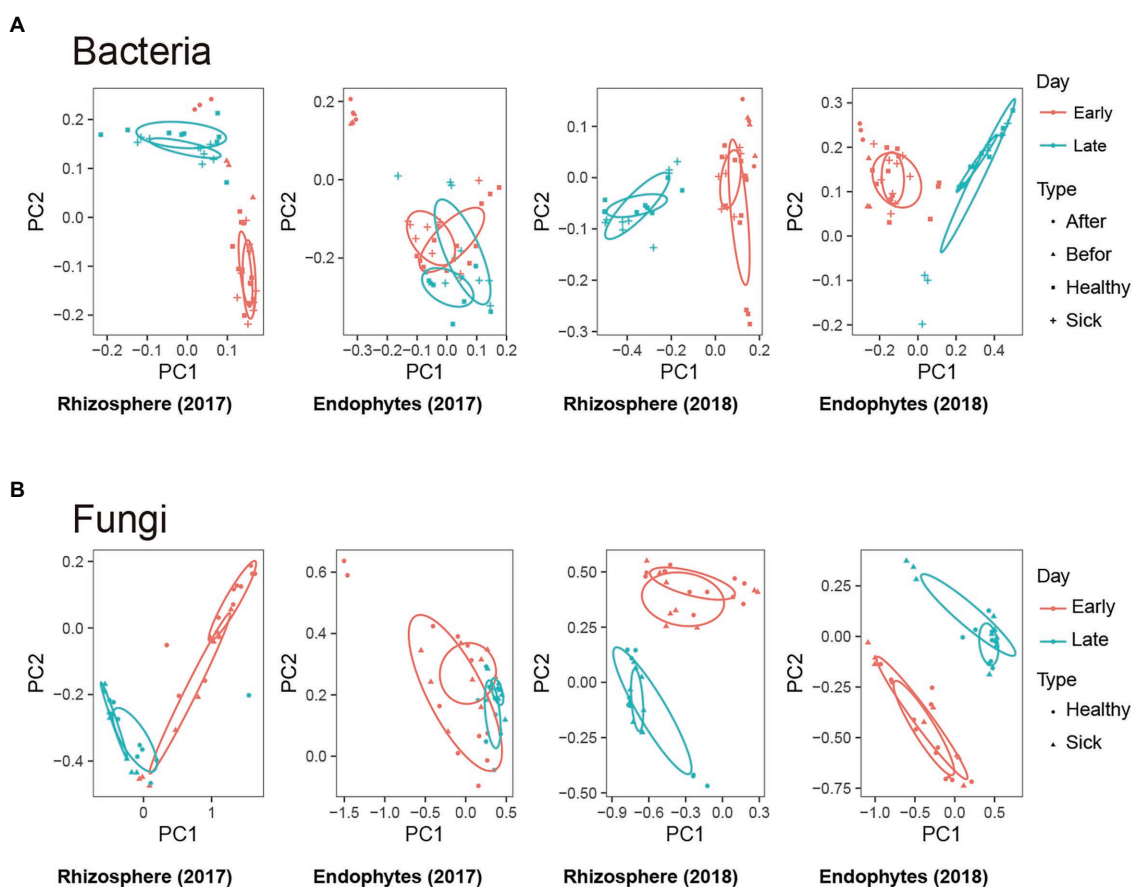 A
Bacteria
0.2
0.1
0.0
−0.1
−0.2
PC2
−0.2 −0.1 0.0 0.1
PC1
Rhizosphere (2017)
0.2
0.0
−0.2
PC2
−0.3 −0.1 0.0 0.1 0.2
PC1
Endophytes (2017)
0.1
0.0
−0.1
−0.3
PC2
−0.4 −0.2 0.0 0.2
PC1
Rhizosphere (2018)
0.3
0.2
0.1
0.0
−0.2
PC2
−0.2 0.0 0.2 0.4
PC1
Endophytes (2018)
Day
Early
Late
Type
After
Befor
Healthy
Sick
B
Fungi
0.2
0.0
−0.2
−0.4
PC2
0 1
PC1
Rhizosphere (2017)
0.6
0.4
0.2
0.0
PC2
−1.5 −1.0 −0.5 0.0 0.5
PC1
Endophytes (2017)
0.50
0.25
0.00
−0.50
PC2
−0.9 −0.6 −0.3 0.0 0.3
PC1
Rhizosphere (2018)
0.25
0.00
−0.25
−0.50
−0.75
PC2
−1.0 −0.5 0.0 0.5
PC1
Endophytes (2018)
Day
Early
Late
Type
Healthy
Sick